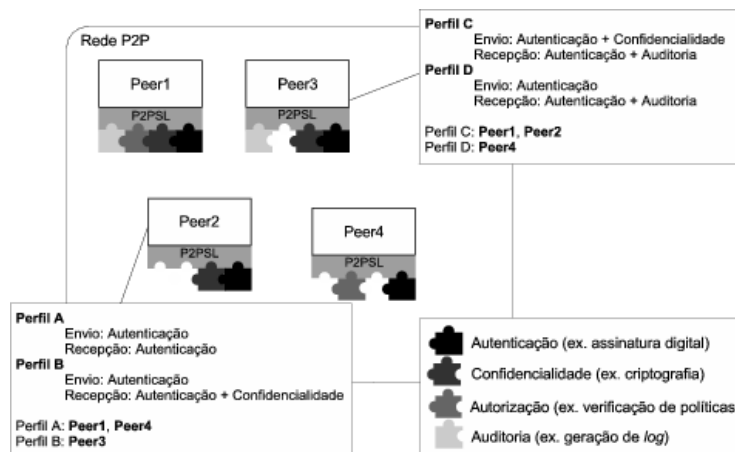 Rede P2P
Peer1
P2PSL
Peer3
P2PSL
Perfil C
Envio: Autenticação + Confidencialidade
Recepção: Autenticação + Auditoria
Perfil D
Envio: Autenticação
Recepção: Autenticação + Auditoria
Perfil C: Peer1, Peer2
Perfil D: Peer4
Peer2
P2PSL
Peer4
P2PSL
Perfil A
Envio: Autenticação
Recepção: Autenticação
Perfil B
Envio: Autenticação
Recepção: Autenticação + Confidencialidade
Perfil A: Peer1, Peer4
Perfil B: Peer3
Autenticação (ex. assinatura digital)
Confidencialidade (ex. criptografia)
Autorização (ex. verificação de políticas
Auditoria (ex. geração de log)